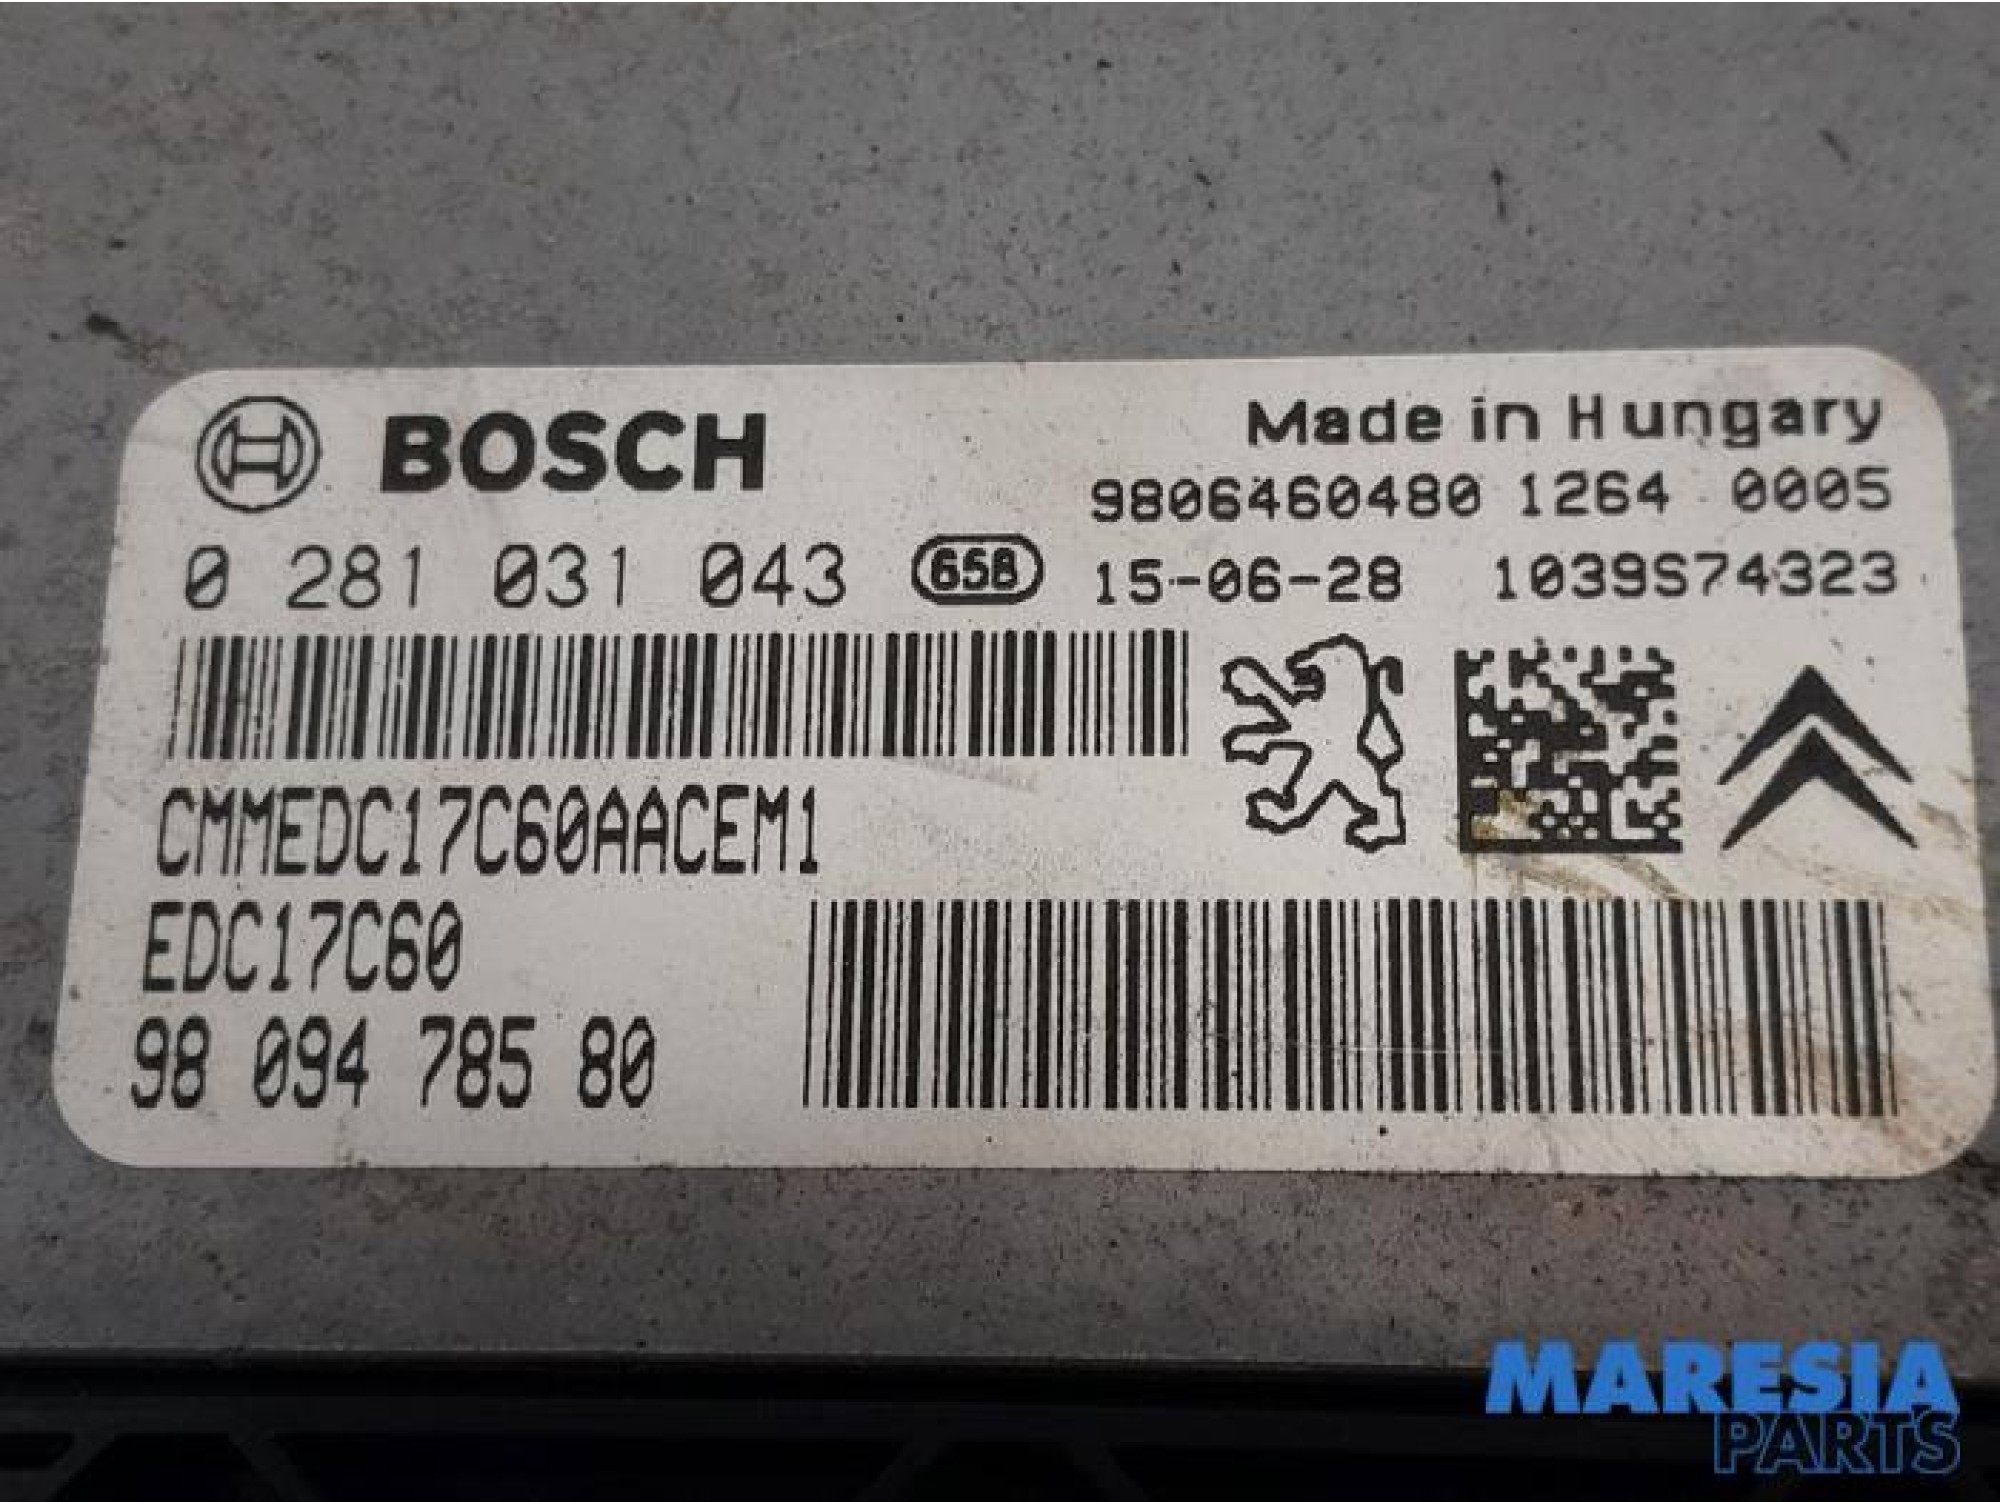 BOSCH
Made in Hungary
9806460480 1264 0005
0 281 031 043 658 15-06-28 1039S74323
CMMEDC17C60AACEM1
EDC17C60
98 094 785 80
MARESIA
PARTS